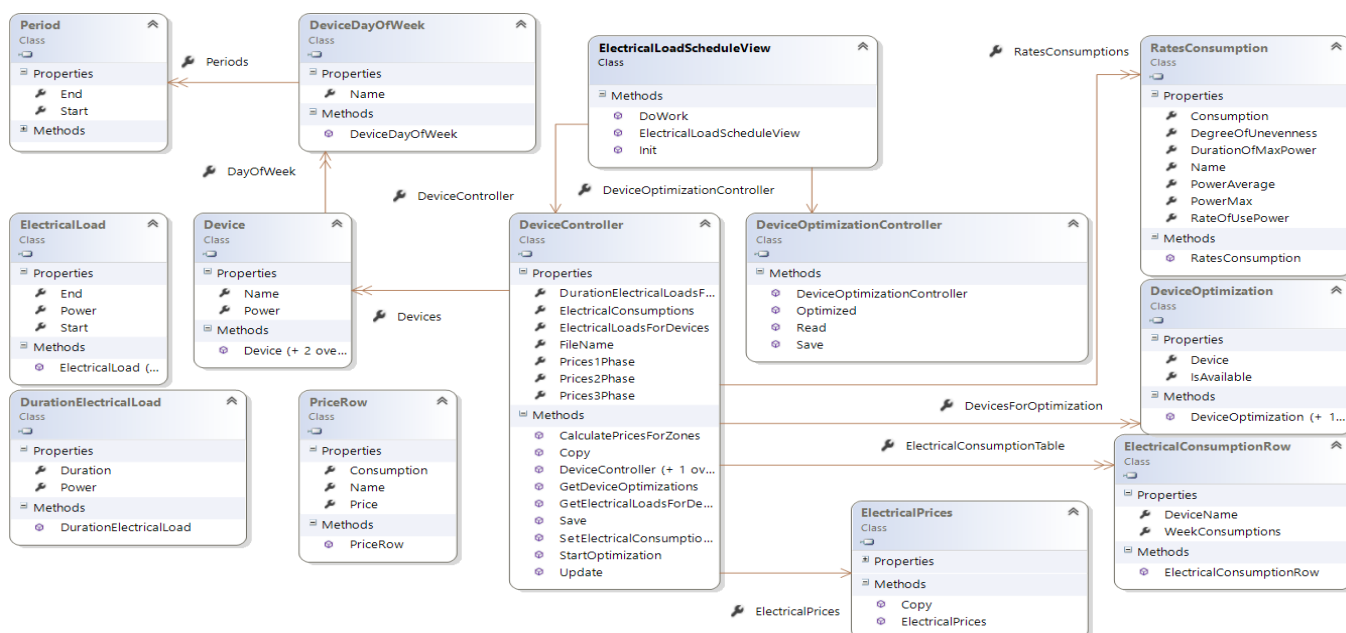 Period
Class
Properties
End
Start
Methods
Periods
DeviceDayOfWeek
Class
Properties
Name
Methods
DeviceDayOfWeek
ElectricalLoadScheduleView
Class
Methods
DoWork
ElectricalLoadScheduleView
Init
RatesConsumptions
RatesConsumption
Class
Properties
Consumption
DegreeOfUnevenness
DurationOfMaxPower
Name
PowerAverage
PowerMax
RateOfUsePower
Methods
RatesConsumption
DayOfWeek
DeviceController
DeviceOptimizationController
ElectricalLoad
Class
Properties
End
Power
Start
Methods
ElectricalLoad (...
Device
Class
Properties
Name
Power
Methods
Device (+ 2 ove...
Devices
DeviceController
Class
Properties
DurationElectricalLoadsF...
ElectricalConsumptions
ElectricalLoadsForDevices
FileName
Prices1Phase
Prices2Phase
Prices3Phase
Methods
CalculatePricesForZones
Copy
DeviceController (+ 1 ov...
GetDeviceOptimizations
GetElectricalLoadsForDe...
Save
SetElectricalConsumptio...
StartOptimization
Update
DeviceOptimizationController
Class
Methods
DeviceOptimizationController
Optimized
Read
Save
DeviceOptimization
Class
Properties
Device
IsAvailable
Methods
DeviceOptimization (+ 1...
DevicesForOptimization
ElectricalConsumptionTable
DurationElectricalLoad
Class
Properties
Duration
Power
Methods
DurationElectricalLoad
PriceRow
Class
Properties
Consumption
Name
Price
Methods
PriceRow
ElectricalConsumptionRow
Class
Properties
DeviceName
WeekConsumptions
Methods
ElectricalConsumptionRow
ElectricalPrices
Class
Properties
Methods
Copy
ElectricalPrices
ElectricalPrices